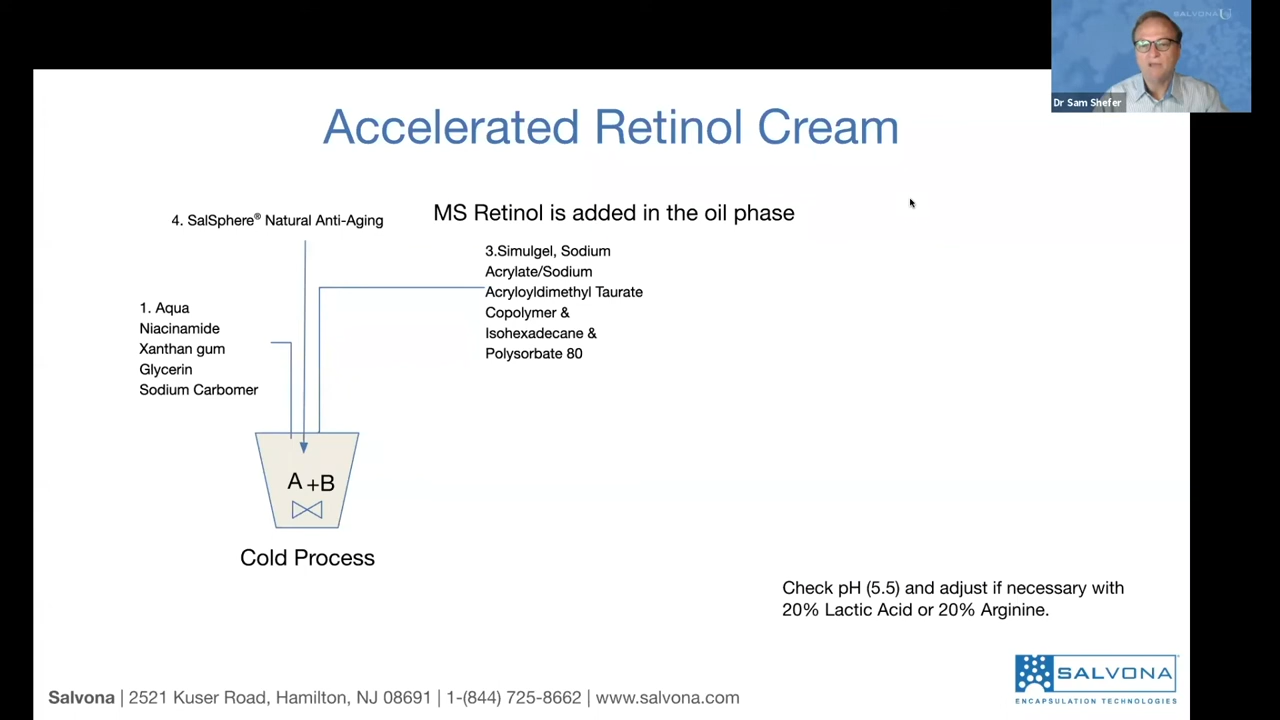 SALVONA
Dr Sam Shefer
Accelerated Retinol Cream
4. SalSphere® Natural Anti-Aging
MS Retinol is added in the oil phase
3.Simulgel, Sodium
Acrylate/Sodium
Acryloyldimethyl Taurate
Copolymer &
Isohexadecane &
Polysorbate 80
1. Aqua
Niacinamide
Xanthan gum
Glycerin
Sodium Carbomer
A +B
Cold Process
Check pH (5.5) and adjust if necessary with
20% Lactic Acid or 20% Arginine.
SALVONA
ENCAPSULATION TECHNOLOGIES
Salvona | 2521 Kuser Road, Hamilton, NJ 08691 | 1-(844) 725-8662 | www.salvona.com